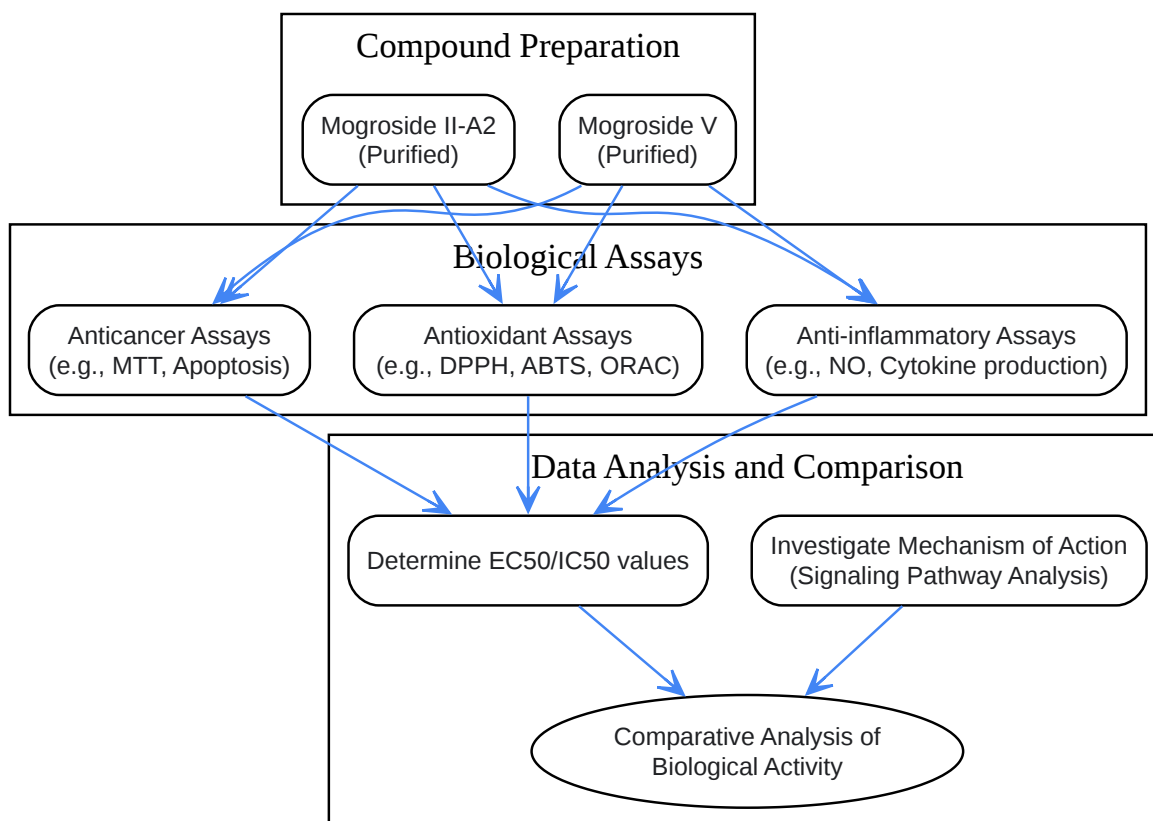 Compound Preparation
Mogroside II-A2
(Purified)
Mogroside V
(Purified)
Biological Assays
Anticancer Assays
(e.g., MTT, Apoptosis)
Antioxidant Assays
(e.g., DPPH, ABTS, ORAC)
Anti-inflammatory Assays
(e.g., NO, Cytokine production)
Data Analysis and Comparison
Determine EC50/IC50 values
Investigate Mechanism of Action
(Signaling Pathway Analysis)
Comparative Analysis of
Biological Activity